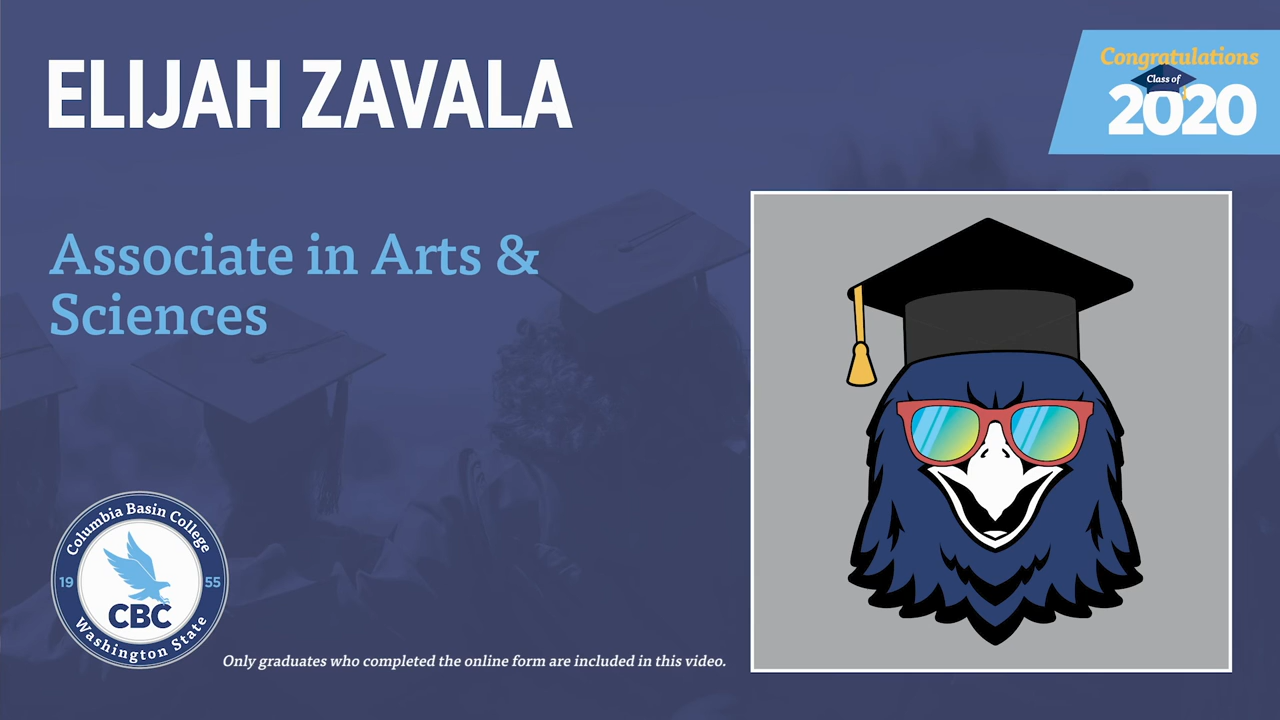 ELIJAH ZAVALA
Congratulations
Class of
2020
Associate in Arts &
Sciences
Columbia Basin College
19 55
CBC
Washington State
Only graduates who completed the online form are included in this video.